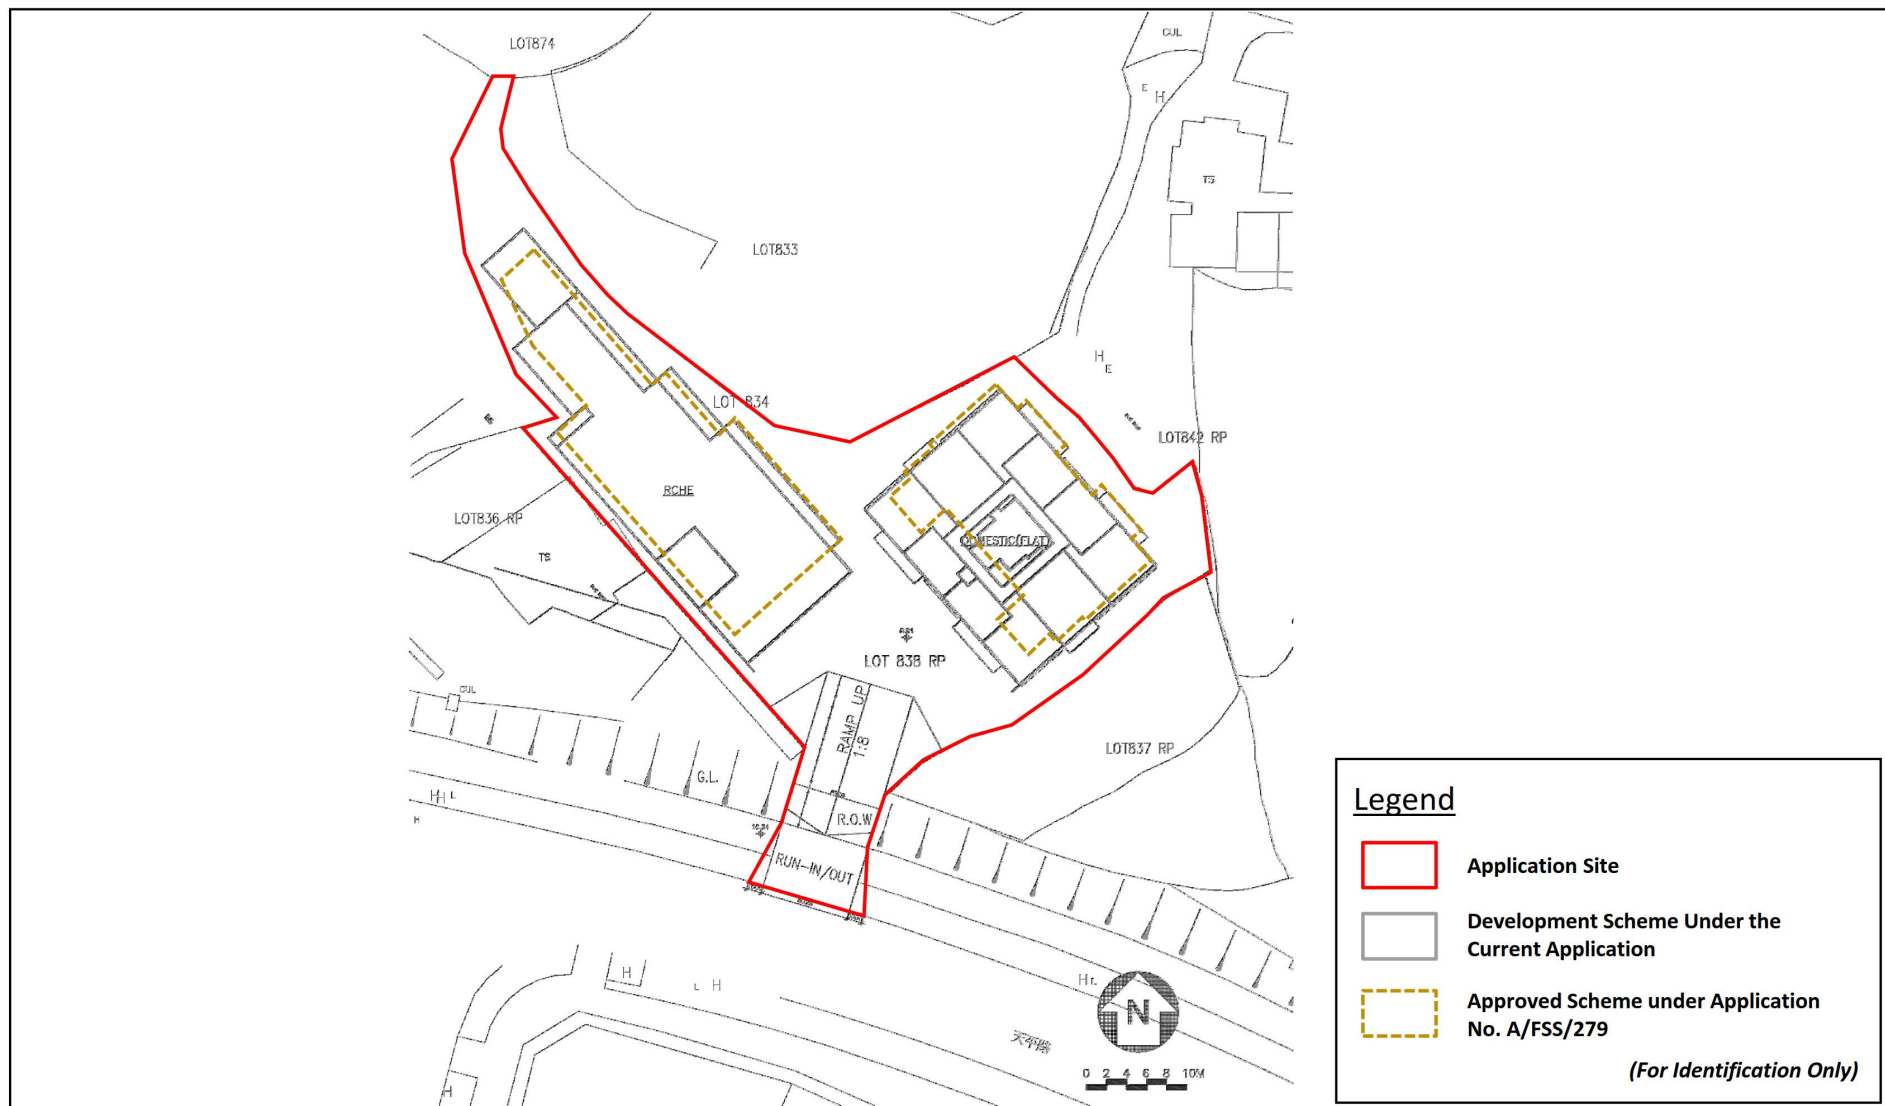 LOT874
CUL
E
H
TS
LOT833
H
E
LOT 834
LOT842 RP
RCHE
LOT836 RP
DOMESTIC(FLAT)
TS
LOT 838 RP
CUL
RAMP UP
1:8
LOT837 RP
G.L.
H
H
L
H
R.O.W
RUN-IN/OUT
H
L
H
H
N
天平路
0 2 4 6 8 10M
H
Legend
Application Site
Development Scheme Under the
Current Application
Approved Scheme under Application
No. A/FSS/279
(For Identification Only)